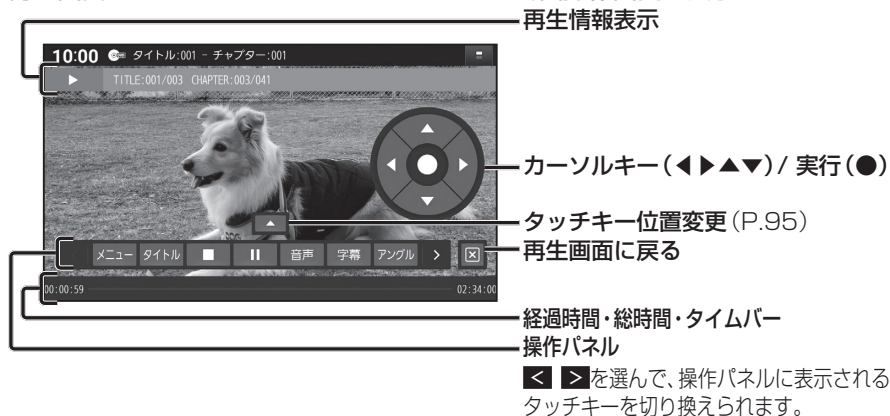 再生情報表示
10:00 タイトル:001 - チャプター:001
▶ TITLE:001/003 CHAPTER:003/041
カーソルキー(◀▶▲▼)/ 実行(●)
タッチキー位置変更(P.95)
メニュー タイトル ■ II 音声 字幕 アングル >
再生画面に戻る
00:00:59 02:34:00
経過時間・総時間・タイムバー
操作パネル
< >を選んで、操作パネルに表示される
タッチキーを切り換えられます。